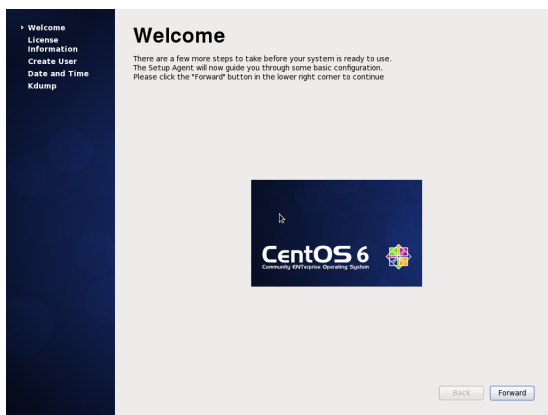 Welcome
License
Information
Create User
Date and Time
Kdump
Welcome
There are a few more steps to take before your system is ready to use.
The Setup Agent will now guide you through some basic configuration.
Please click the "Forward" button in the lower right corner to continue
CentOS 6
Community ENTerprise Operating System
Back
Forward